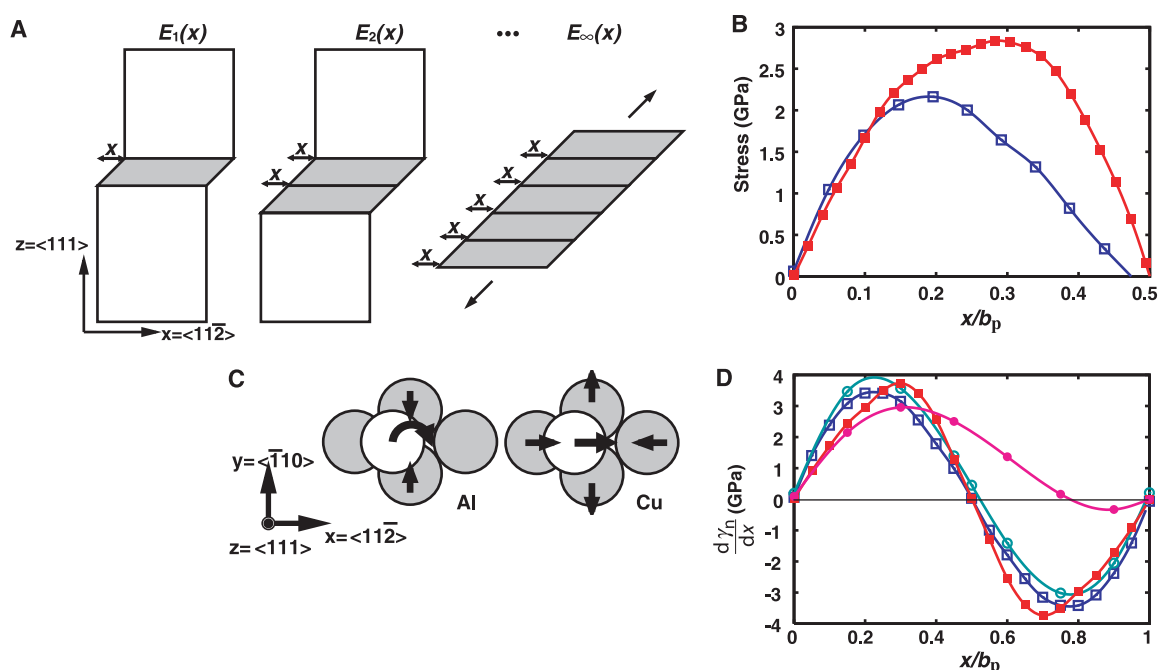 A
E₁(x)
E₂(x)
•••
E∞(x)
x
x
x
x
x
x
x
z=<111>
x=<112̅>
B
Stress (GPa)
3
2.5
2
1.5
1
0.5
0
0
0.1
0.2
0.3
0.4
0.5
x/bₚ
C
y=<1̅10>
z=<111>
x=<112̅>
Al
Cu
D
dγₙ
dx
(GPa)
4
3
2
1
0
-1
-2
-3
-4
0
0.2
0.4
0.6
0.8
1
x/bₚ